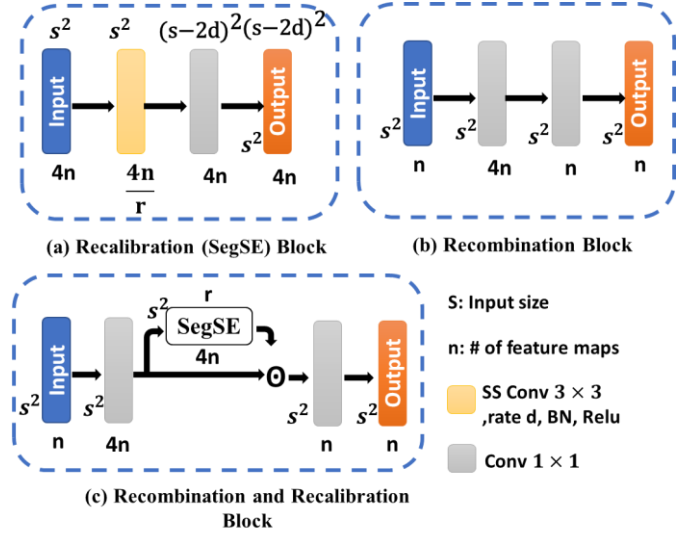 s² s² (s−2d)² (s−2d)²
Input Output
s²
4n 4n/r 4n 4n
(a) Recalibration (SegSE) Block
Input Output
s² s² s² s²
n 4n n n
(b) Recombination Block
r
s² SegSE
4n
Input ʘ Output
s² s² s² s²
n 4n n n
(c) Recombination and Recalibration
Block
S: Input size
n: # of feature maps
SS Conv 3 × 3
,rate d, BN, Relu
Conv 1 × 1